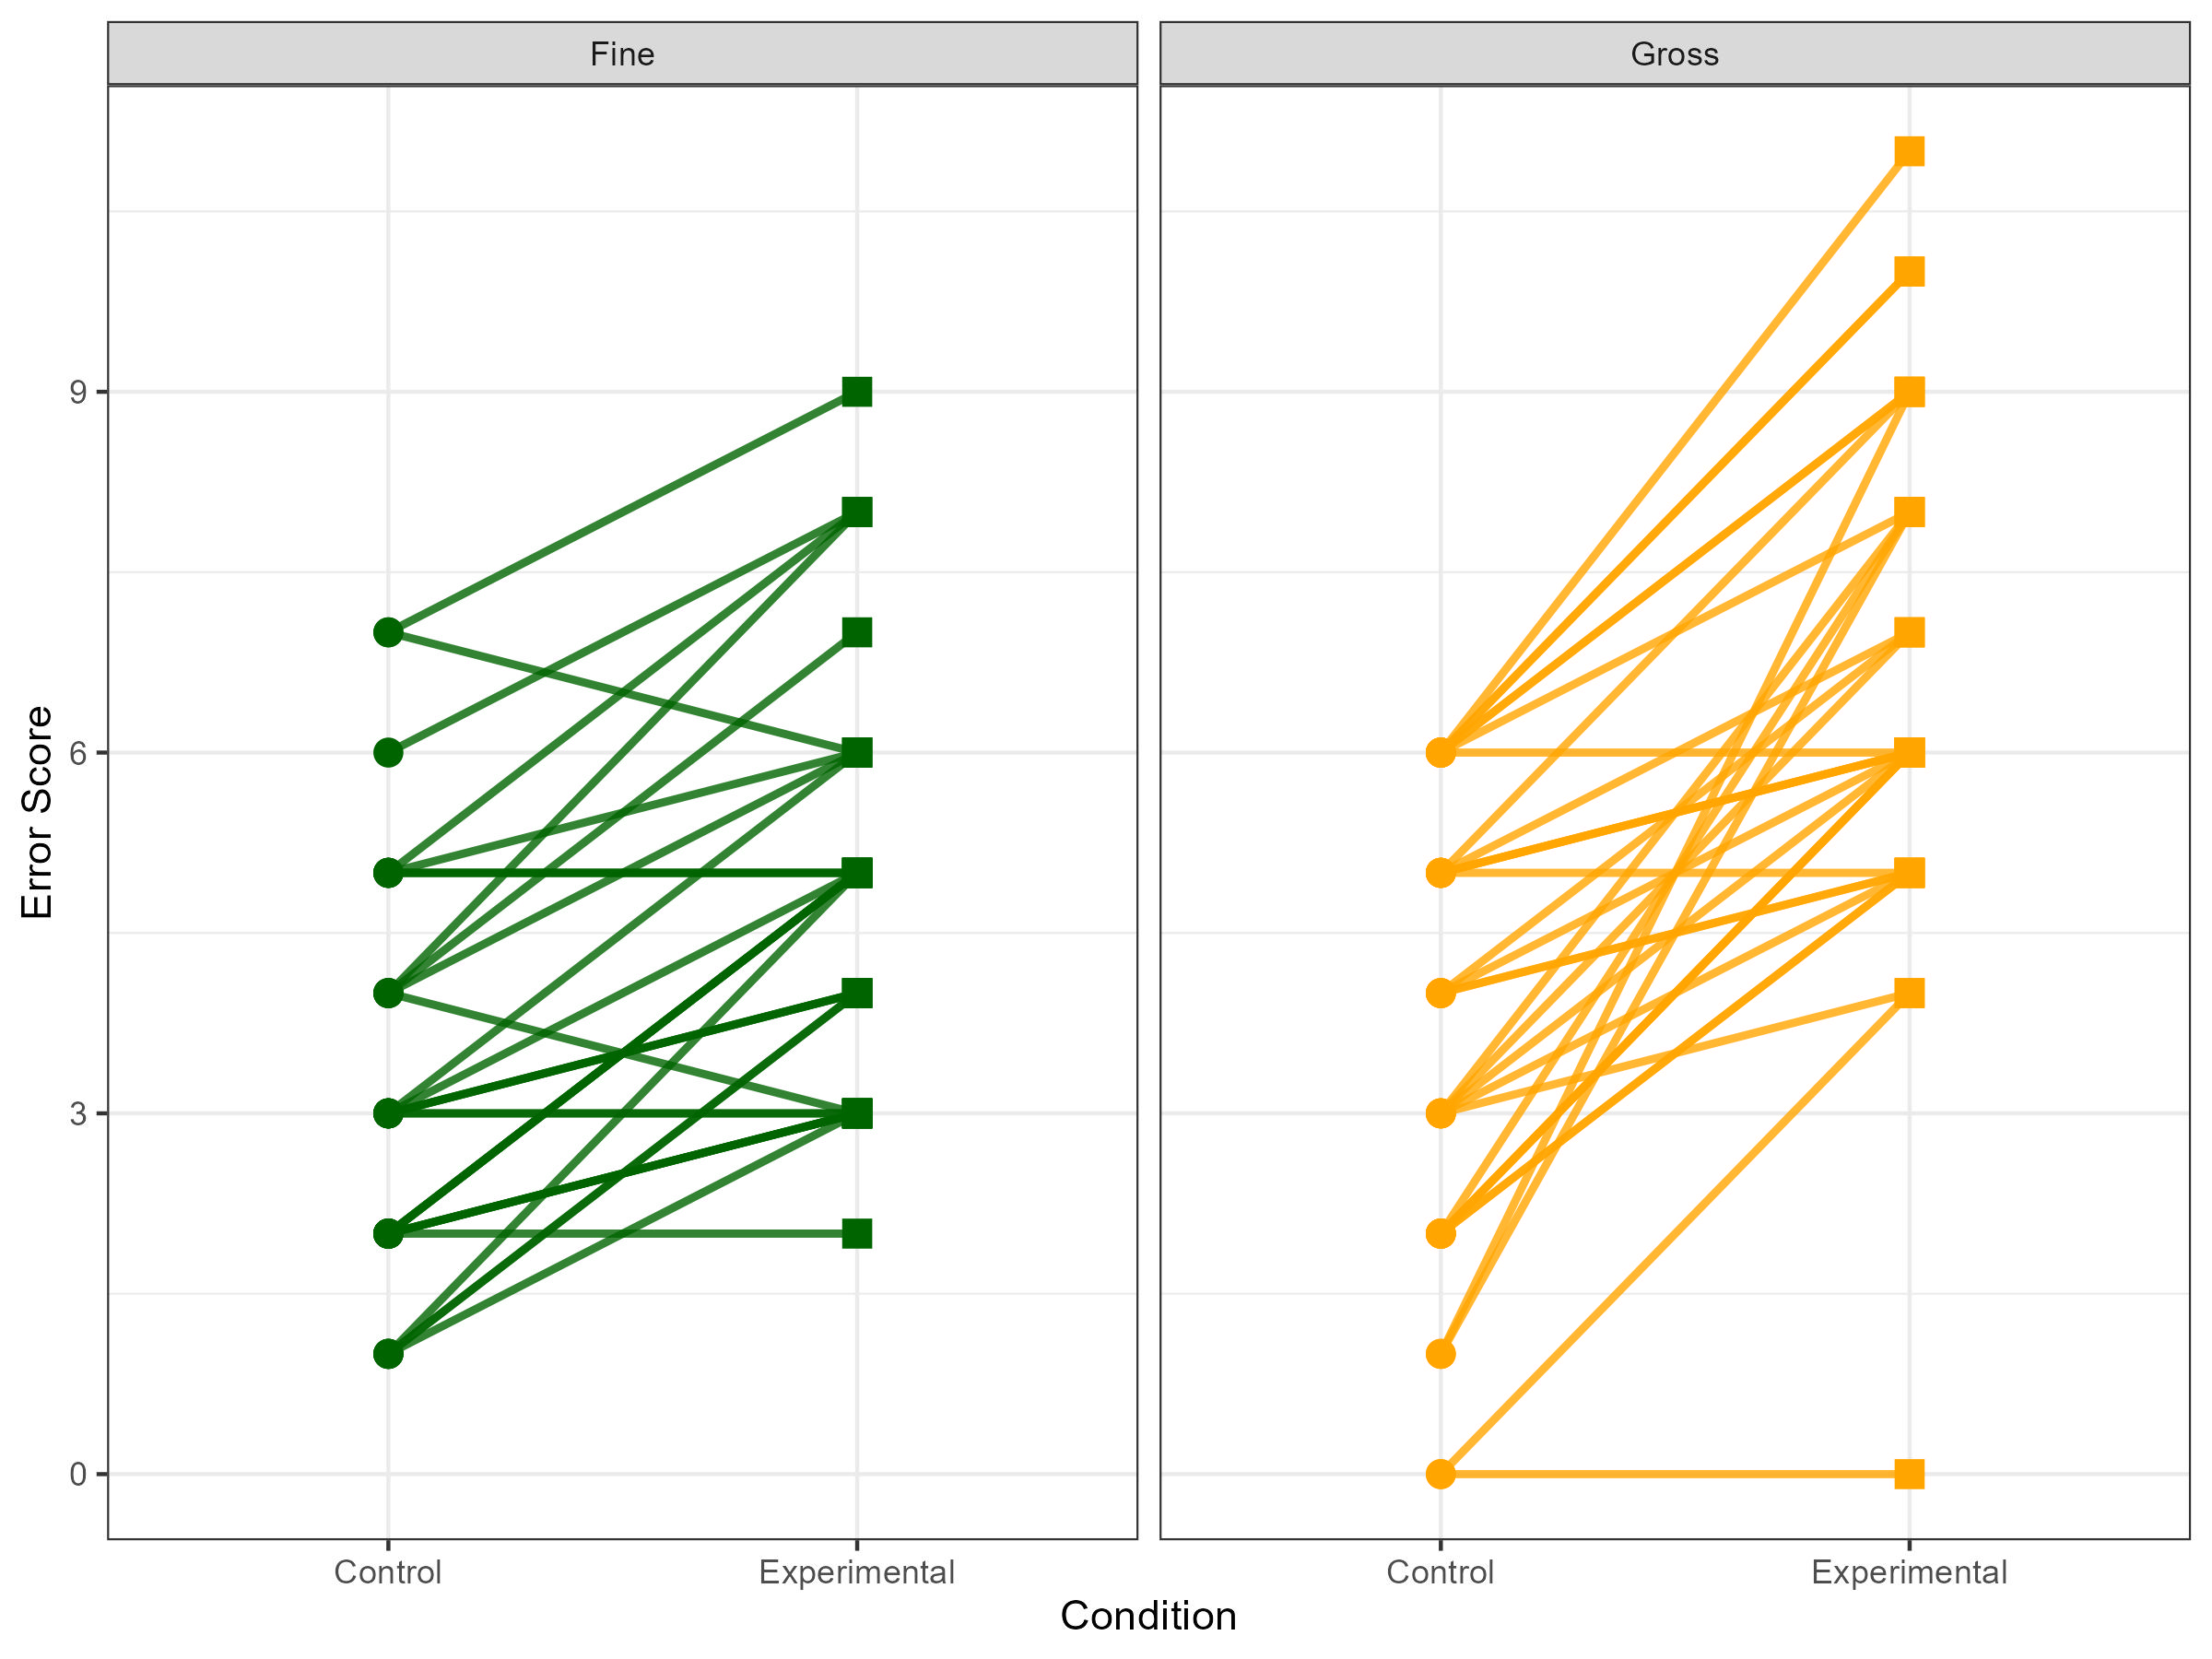 Fine
Gross
9
6
3
0
Error Score
Control
Experimental
Control
Experimental
Condition